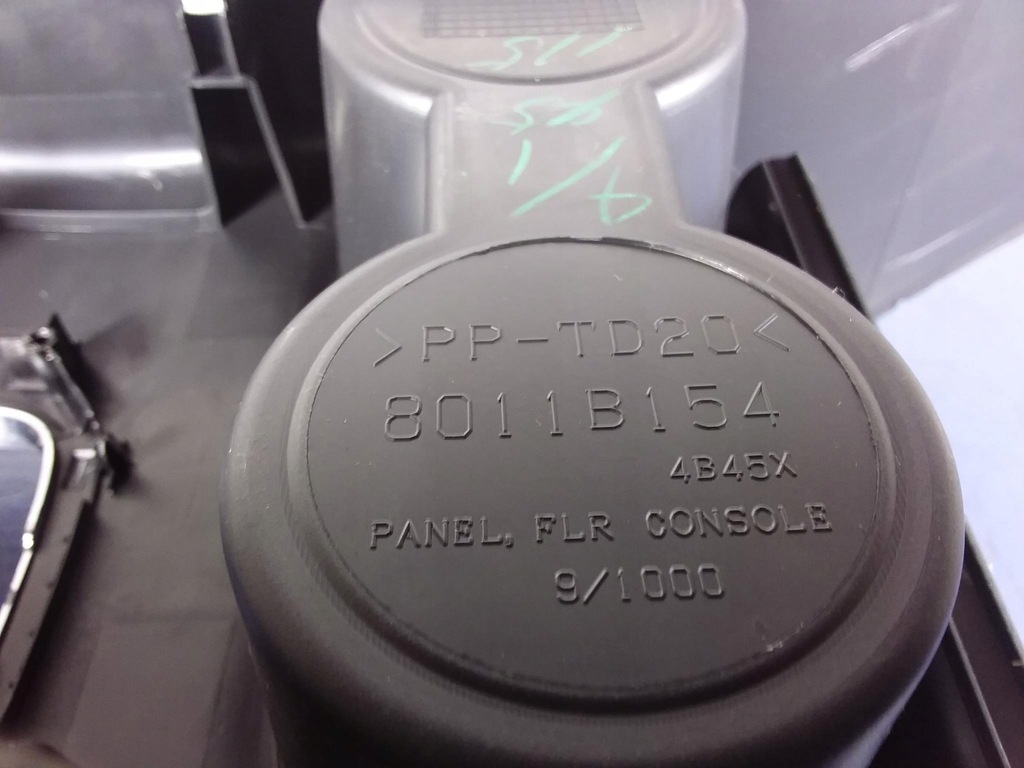 >PP-TD20<
8011B154
4B45X
PANEL, FLR CONSOLE
9/1000